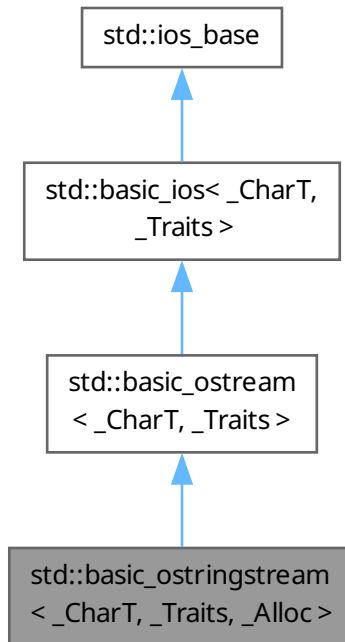 std::ios_base
std::basic_ios< _CharT,
_Traits >
std::basic_ostream
< _CharT, _Traits >
std::basic_ostringstream
< _CharT, _Traits, _Alloc >